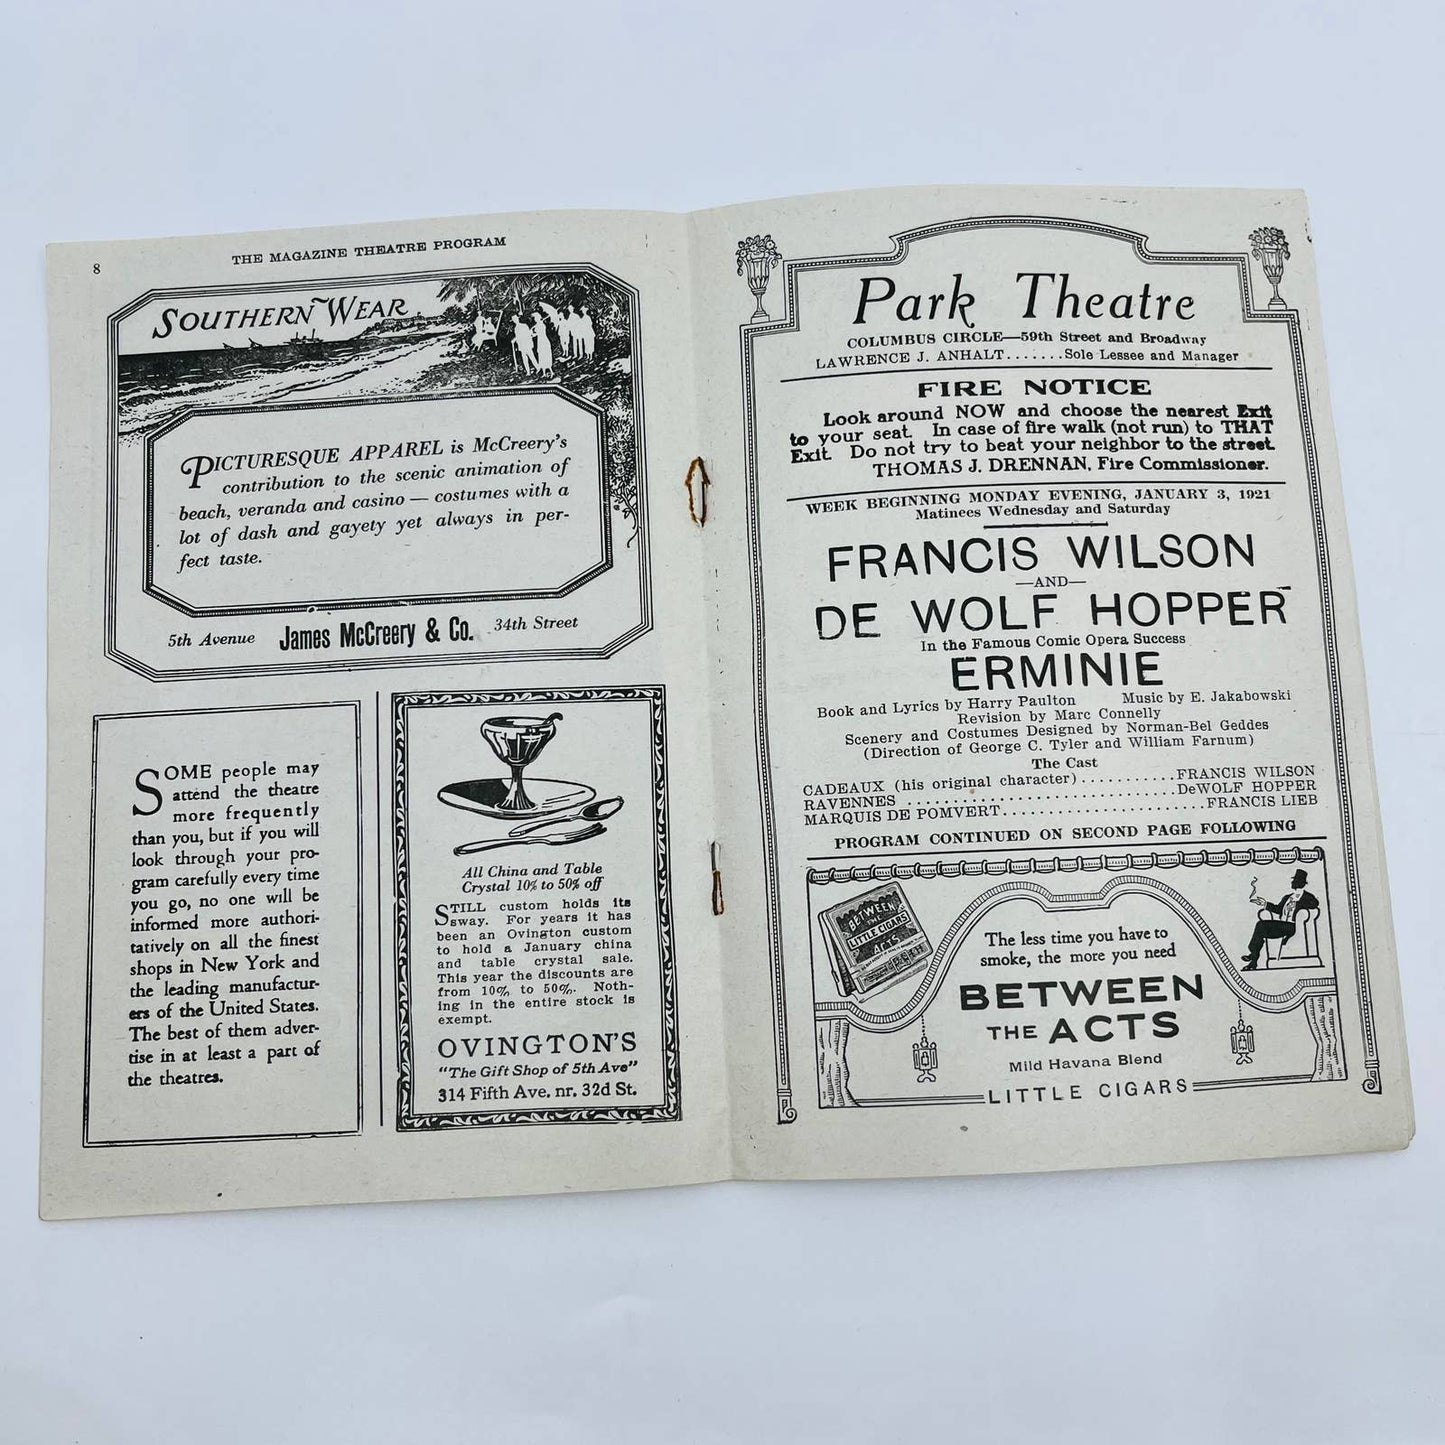 8
THE MAGAZINE THEATRE PROGRAM
SOUTHERN WEAR
PICTURESQUE APPAREL is McCreery's
contribution to the scenic animation of
beach, veranda and casino — costumes with a
lot of dash and gayety yet always in per-
fect taste.
5th Avenue James McCreery & Co. 34th Street
SOME people may
attend the theatre
more frequently
than you, but if you will
look through your pro-
gram carefully every time
you go, no one will be
informed more authori-
tatively on all the finest
shops in New York and
the leading manufactur-
ers of the United States.
The best of them adver-
tise in at least a part of
the theatres.
All China and Table
Crystal 10% to 50% off
STILL custom holds its
sway. For years it has
been an Ovington custom
to hold a January china
and table crystal sale.
This year the discounts are
from 10% to 50%. Noth-
ing in the entire stock is
exempt.
OVINGTON'S
"The Gift Shop of 5th Ave"
314 Fifth Ave. nr. 32d St.
Park Theatre
COLUMBUS CIRCLE—59th Street and Broadway
LAWRENCE J. ANHALT.......Sole Lessee and Manager
FIRE NOTICE
Look around NOW and choose the nearest Exit
to your seat. In case of fire walk (not run) to THAT
Exit. Do not try to beat your neighbor to the street.
THOMAS J. DRENNAN, Fire Commissioner.
WEEK BEGINNING MONDAY EVENING, JANUARY 3, 1921
Matinees Wednesday and Saturday
FRANCIS WILSON
—AND—
DE WOLF HOPPER
In the Famous Comic Opera Success
ERMINIE
Book and Lyrics by Harry Paulton Music by E. Jakabowski
Revision by Marc Connelly
Scenery and Costumes Designed by Norman-Bel Geddes
(Direction of George C. Tyler and William Farnum)
The Cast
CADEAUX (his original character)...........FRANCIS WILSON
RAVENNES ..............................DeWOLF HOPPER
MARQUIS DE POMVERT.......................FRANCIS LIEB
PROGRAM CONTINUED ON SECOND PAGE FOLLOWING
BETWEEN
LITTLE CIGARS
ACTS
The less time you have to
smoke, the more you need
BETWEEN
THE ACTS
Mild Havana Blend
LITTLE CIGARS